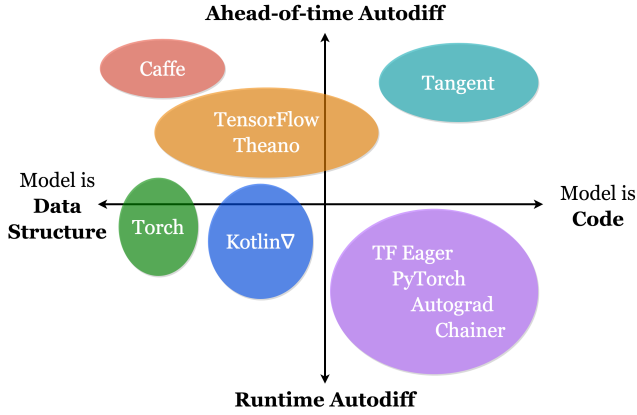 Ahead-of-time Autodiff
Caffe
Tangent
TensorFlow
Theano
Model is
Data
Structure
Model is
Code
Torch
Kotlin∇
TF Eager
PyTorch
Autograd
Chainer
Runtime Autodiff